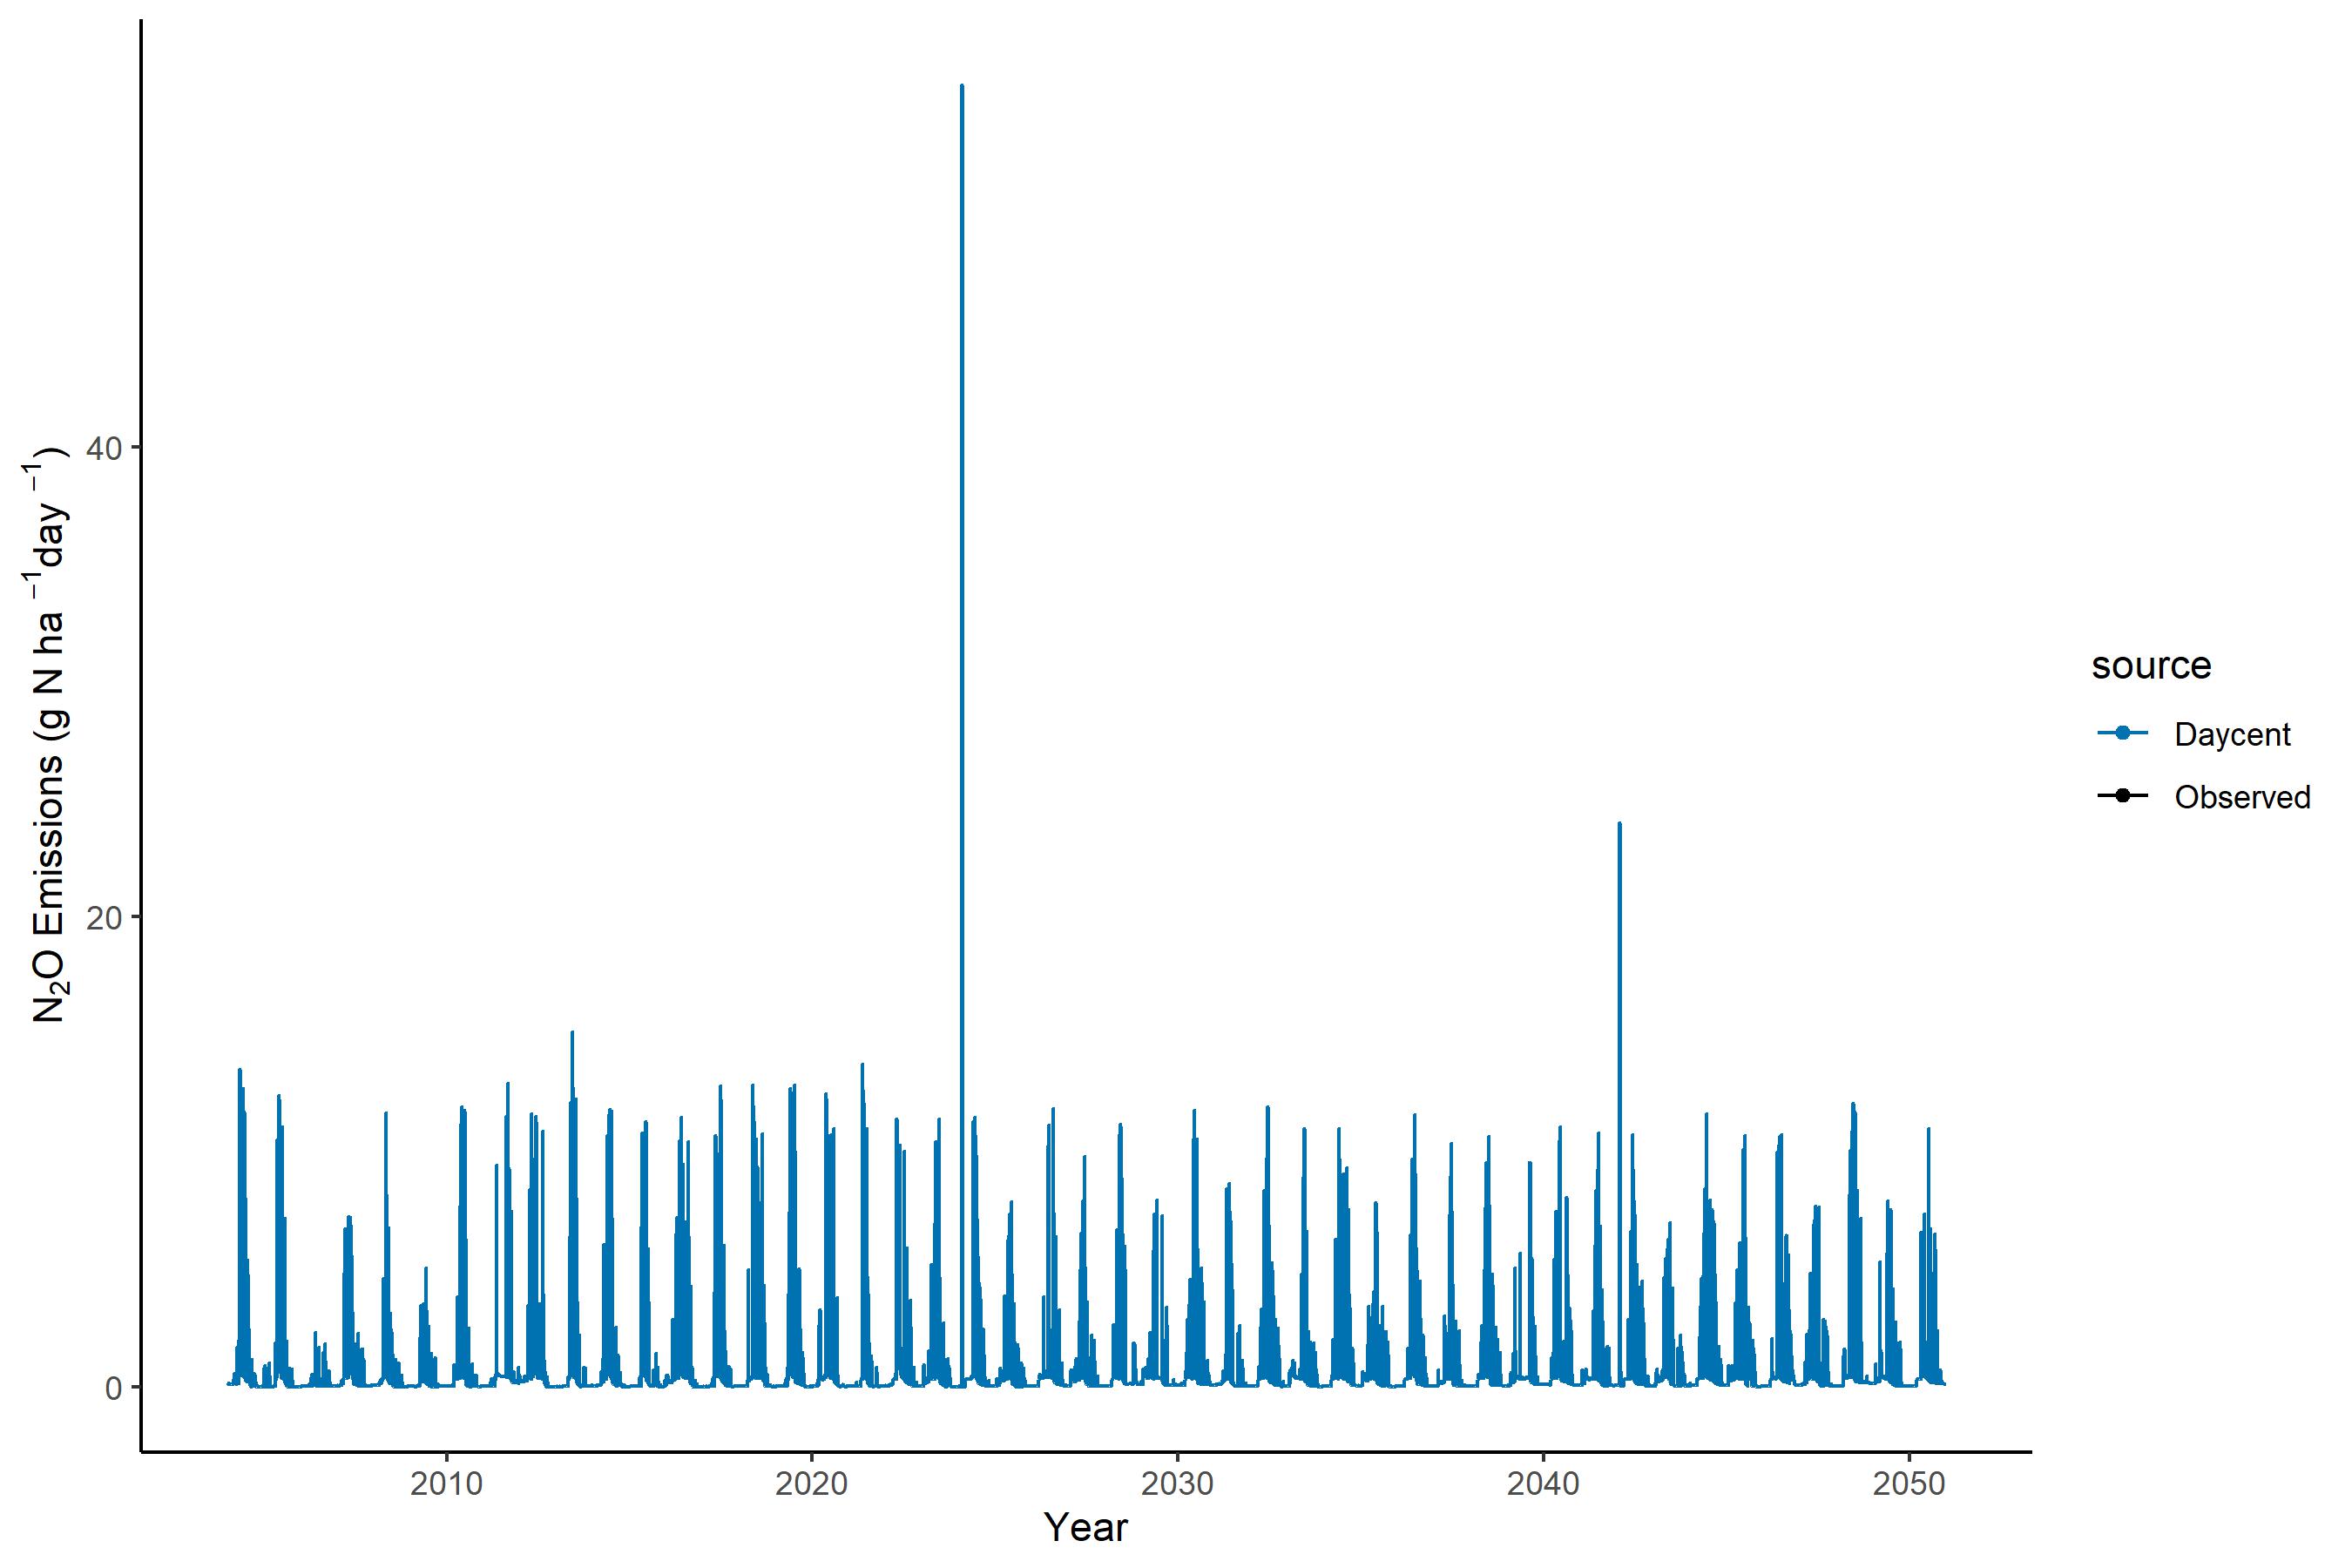 N₂O Emissions (g N ha ⁻¹day ⁻¹)
40
20
0
2010 2020 2030 2040 2050
Year
source
Daycent
Observed